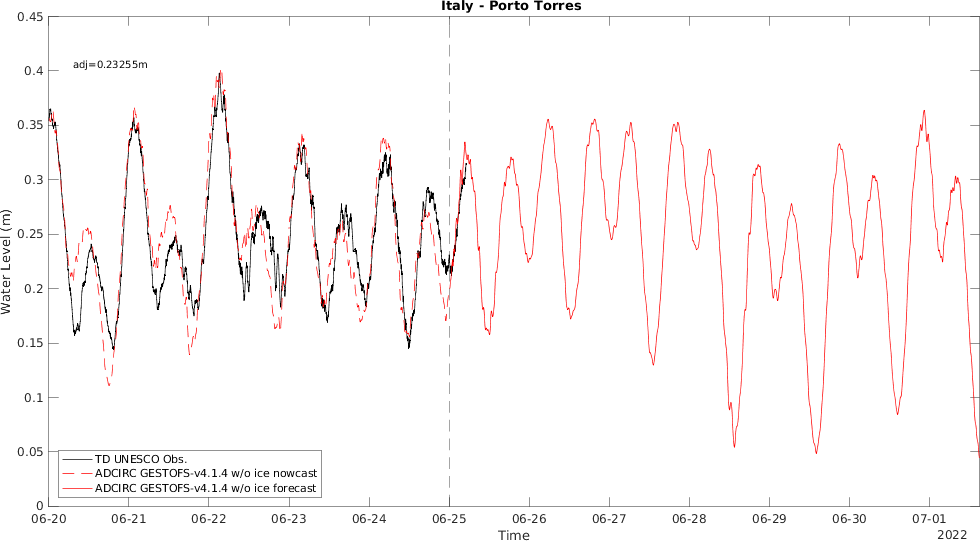 Italy - Porto Torres
0.45
0.4
0.35
0.3
0.25
0.2
0.15
0.1
0.05
0
Water Level (m)
adj=0.23255m
TD UNESCO Obs.
ADCIRC GESTOFS-v4.1.4 w/o ice nowcast
ADCIRC GESTOFS-v4.1.4 w/o ice forecast
06-20 06-21 06-22 06-23 06-24 06-25 06-26 06-27 06-28 06-29 06-30 07-01
Time
2022